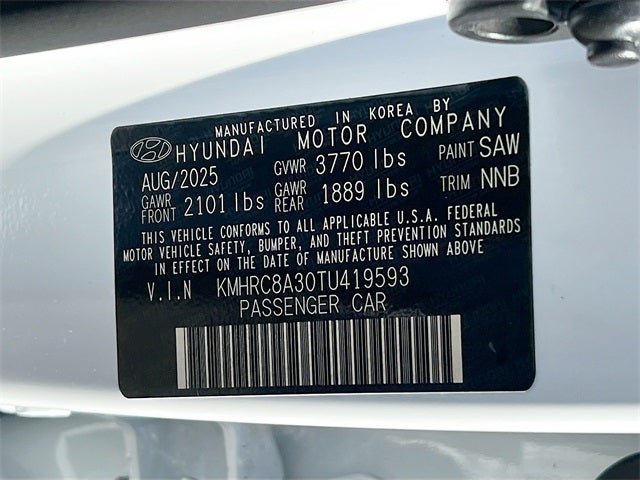 MANUFACTURED IN KOREA BY
HYUNDAI MOTOR COMPANY
AUG/2025 GVWR 3770 lbs PAINT SAW
GAWR FRONT 2101 lbs GAWR REAR 1889 lbs TRIM NNB
THIS VEHICLE CONFORMS TO ALL APPLICABLE U.S.A. FEDERAL
MOTOR VEHICLE SAFETY, BUMPER, AND THEFT PREVENTION STANDARDS
IN EFFECT ON THE DATE OF MANUFACTURE SHOWN ABOVE
V.I.N KMHRC8A30TU419593
PASSENGER CAR